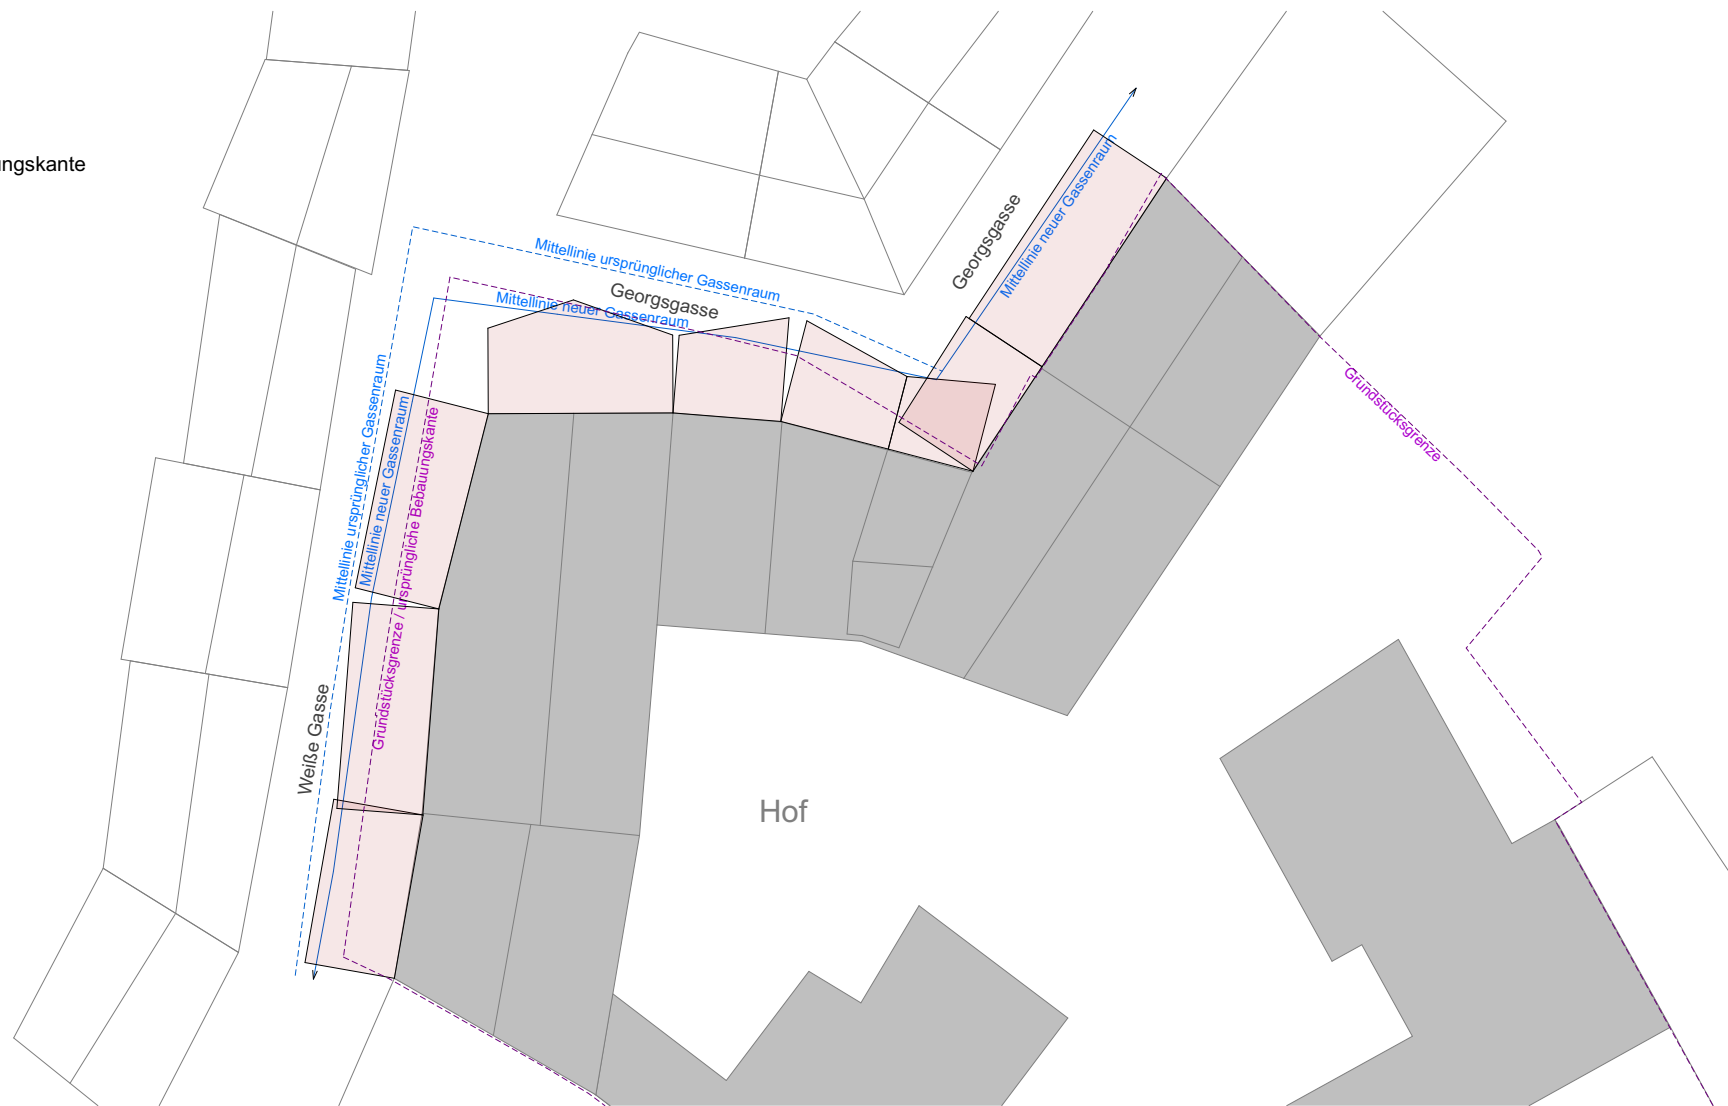 ungskante
Mittellinie ursprünglicher Gassenraum
Georgsgasse
Mittellinie neuer Gassenraum
Georgsgasse
Mittellinie neuer Gassenraum
Mittellinie ursprünglicher Gassenraum
Mittellinie neuer Gassenraum
Grundstücksgrenze / ursprüngliche Bebauungskante
Grundstücksgrenze
Weiße Gasse
Hof